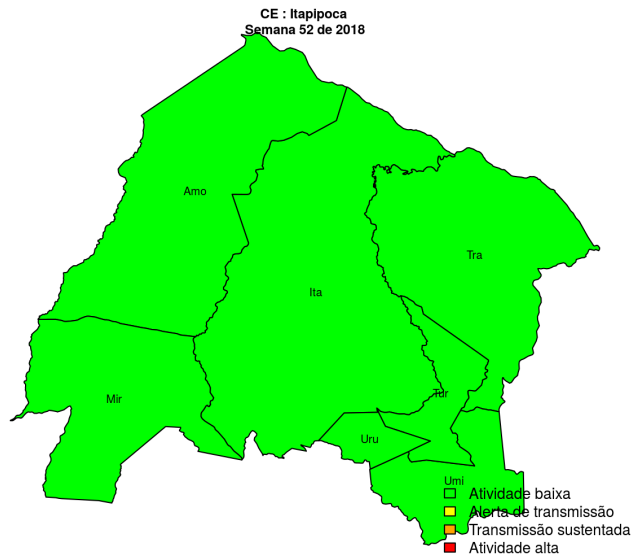 CE : Itapipoca
Semana 52 de 2018
Amo
Tra
Ita
Mir
Tur
Uru
Umi
Atividade baixa
Alerta de transmissão
Transmissão sustentada
Atividade alta